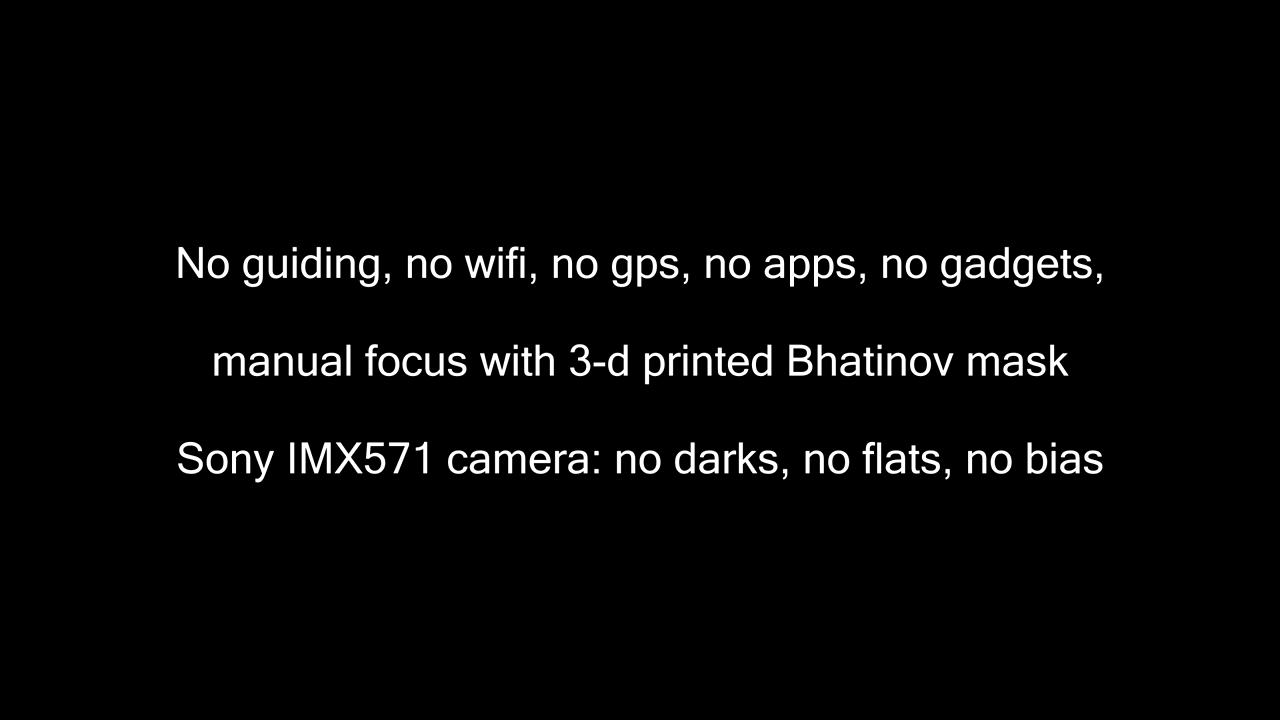 No guiding, no wifi, no gps, no apps, no gadgets,
manual focus with 3-d printed Bhatinov mask
Sony IMX571 camera: no darks, no flats, no bias